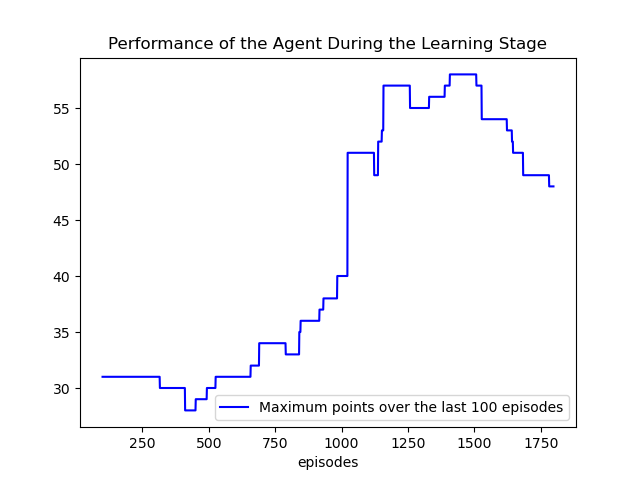 Performance of the Agent During the Learning Stage
55
50
45
40
35
30
Maximum points over the last 100 episodes
250 500 750 1000 1250 1500 1750
episodes